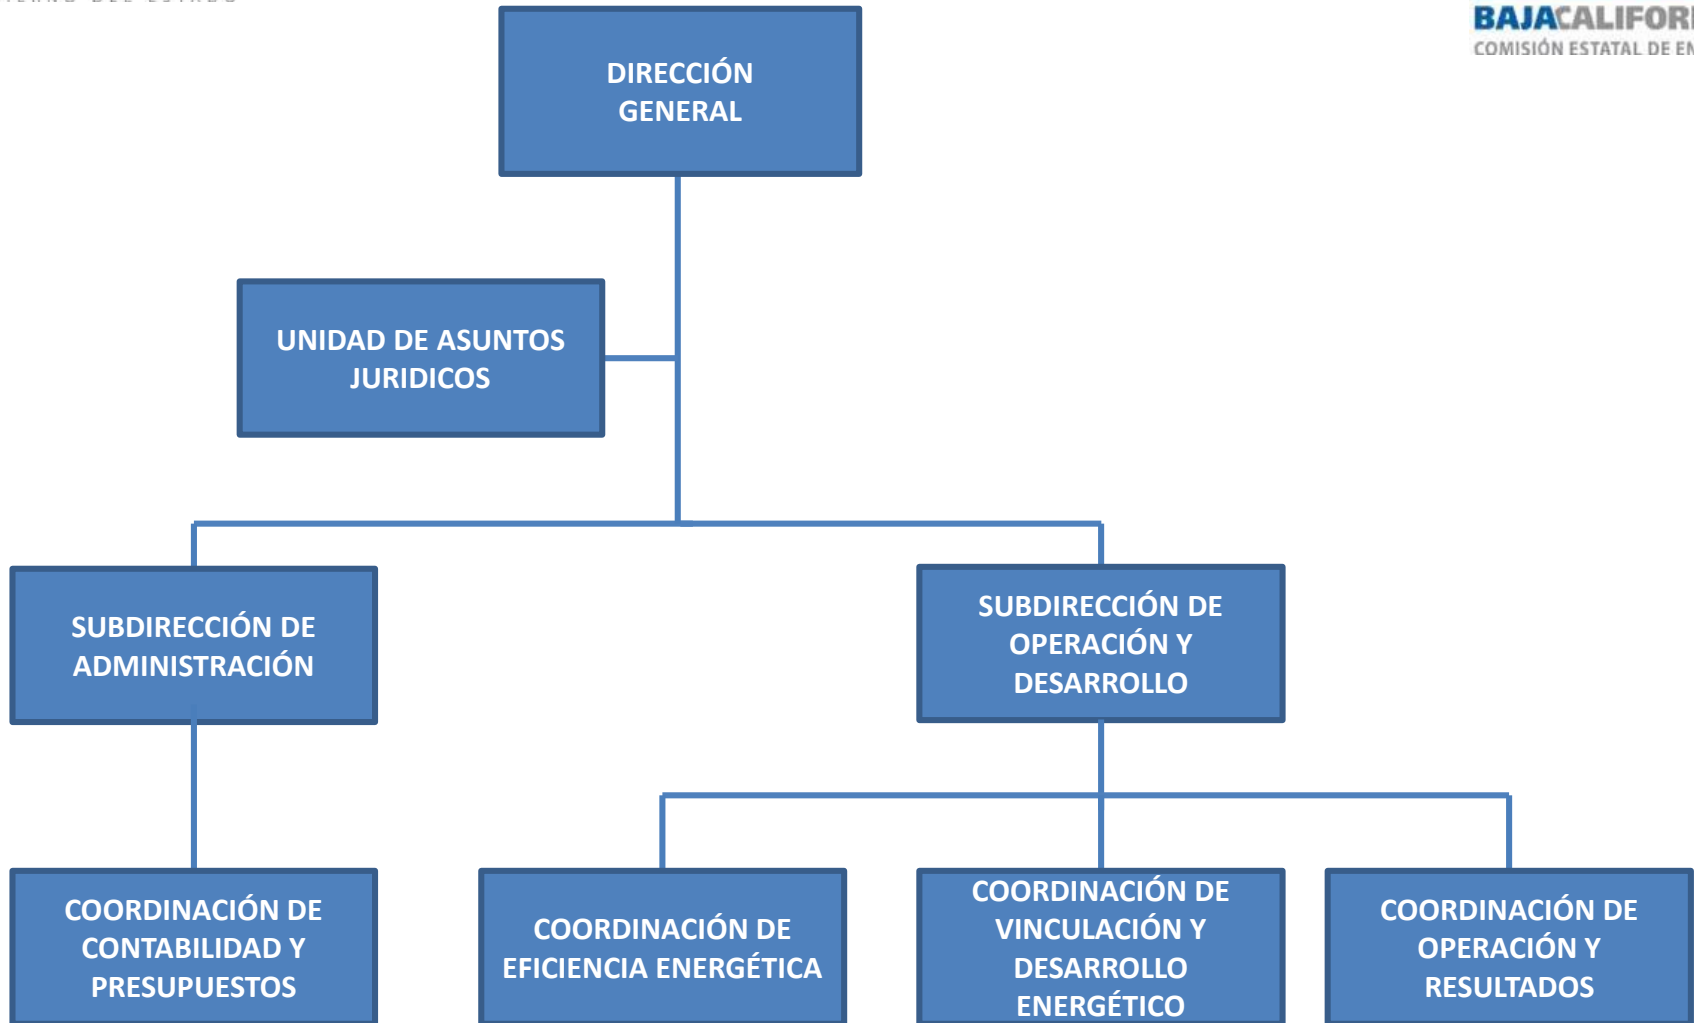 BAJACALIFOR
COMISIÓN ESTATAL DE
DIRECCIÓN
GENERAL
UNIDAD DE ASUNTOS
JURIDICOS
SUBDIRECCIÓN DE
ADMINISTRACIÓN
SUBDIRECCIÓN DE
OPERACIÓN Y
DESARROLLO
COORDINACIÓN DE
CONTABILIDAD Y
PRESUPUESTOS
COORDINACIÓN DE
EFICIENCIA ENERGÉTICA
COORDINACIÓN DE
VINCULACIÓN Y
DESARROLLO
ENERGÉTICO
COORDINACIÓN DE
OPERACIÓN Y
RESULTADOS